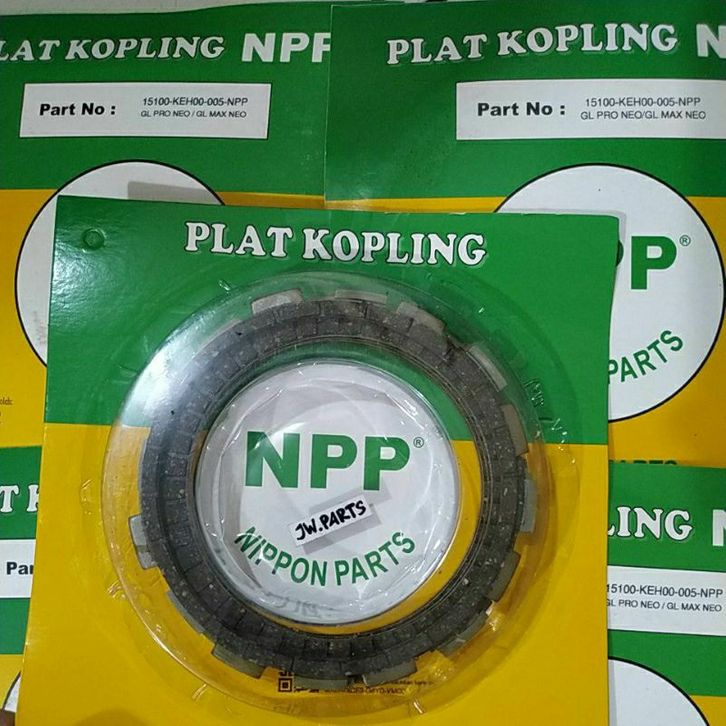 PLAT KOPLING NPP
Part No :
15100-KEH00-005-NPP
GL PRO NEO / GL MAX NEO
PLAT KOPLING N
Part No :
15100-KEH00-005-NPP
GL PRO NEO/GL MAX NEO
PP®
PARTS
PLAT KOPLING
NPP®
JW.PARTS
NIPPON PARTS
LING N
15100-KEH00-005-NPP
GL PRO NEO / GL MAX NEO